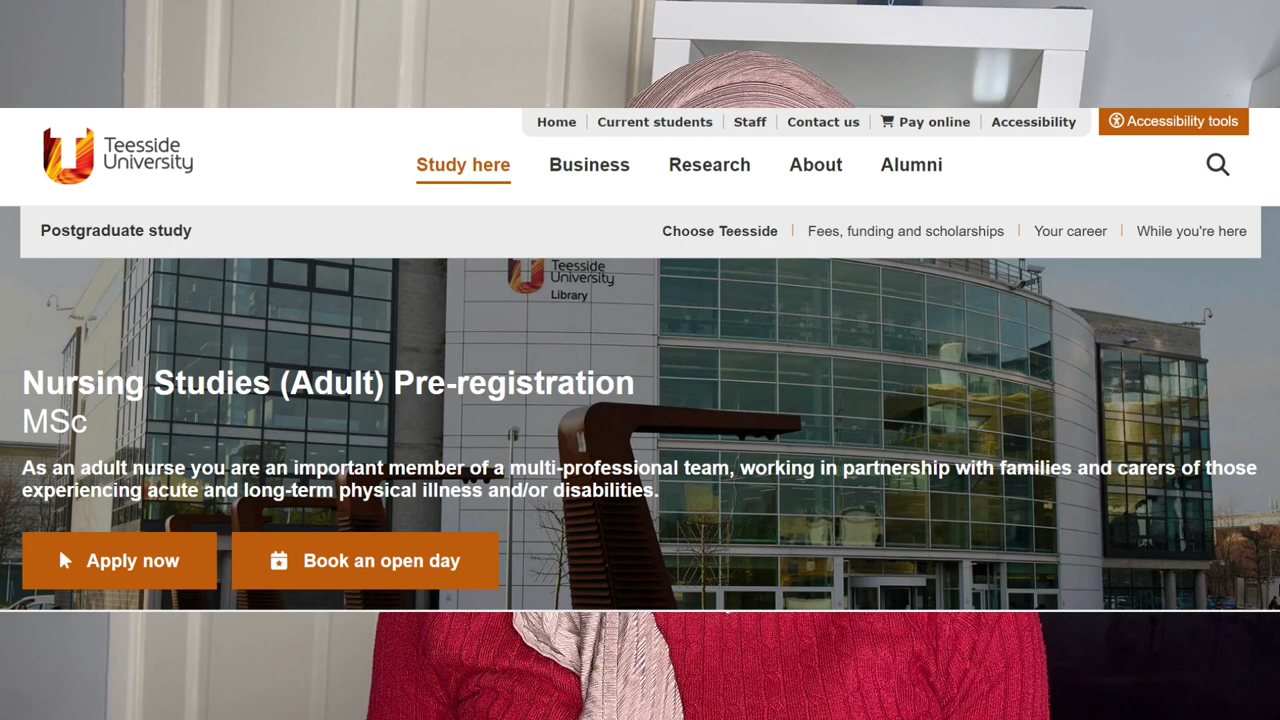 Home
Current students
Staff
Contact us
Pay online
Accessibility
Accessibility tools
Teesside
University
Study here
Business
Research
About
Alumni
Postgraduate study
Choose Teesside
Fees, funding and scholarships
Your career
While you're here
Teesside
University
Library
Nursing Studies (Adult) Pre-registration
MSc
As an adult nurse you are an important member of a multi-professional team, working in partnership with families and carers of those
experiencing acute and long-term physical illness and/or disabilities.
Apply now
Book an open day